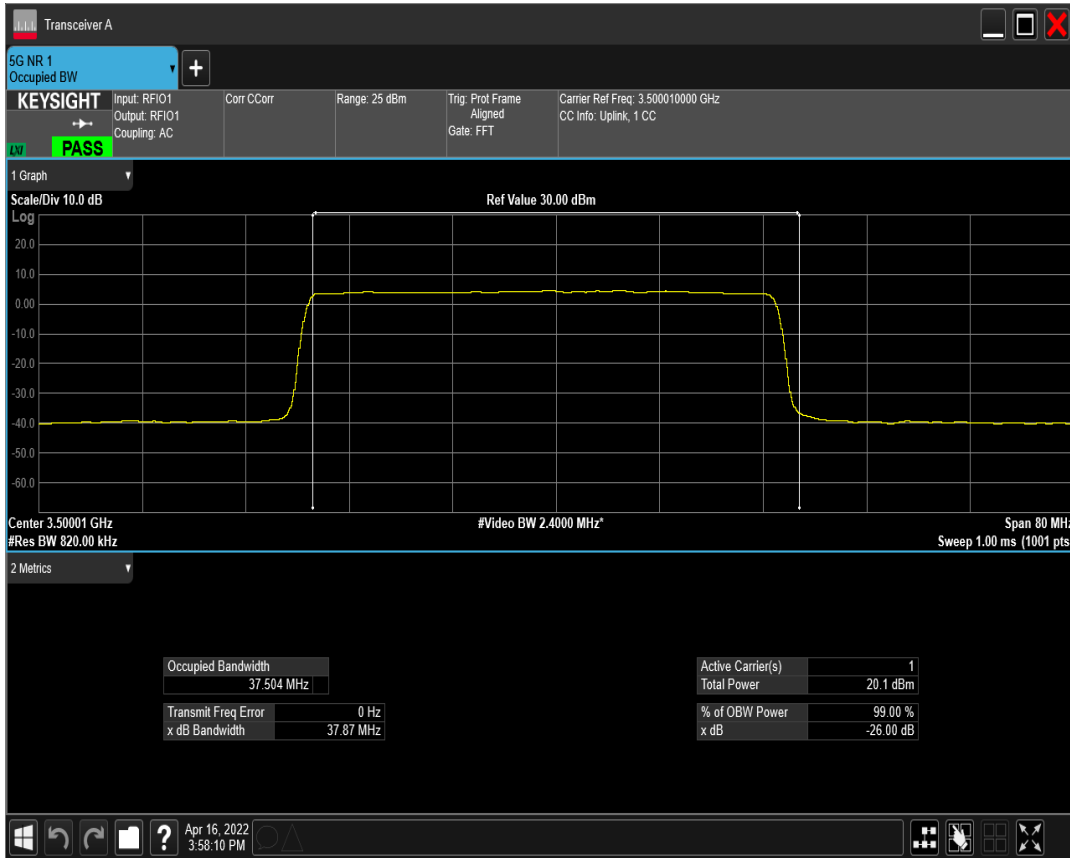 Transceiver A
5G NR 1
Occupied BW
KEYSIGHT
LXI
PASS
Input: RFIO1
Output: RFIO1
Coupling: AC
Corr CCorr
Range: 25 dBm
Trig: Prot Frame
Aligned
Gate: FFT
Carrier Ref Freq: 3.500010000 GHz
CC Info: Uplink, 1 CC
1 Graph
Scale/Div 10.0 dB
Ref Value 30.00 dBm
Log
20.0
10.0
0.00
-10.0
-20.0
-30.0
-40.0
-50.0
-60.0
Center 3.50001 GHz
#Video BW 2.4000 MHz*
Span 80 MHz
#Res BW 820.00 kHz
Sweep 1.00 ms (1001 pts
2 Metrics
Occupied Bandwidth
37.504 MHz
Transmit Freq Error 0 Hz
x dB Bandwidth 37.87 MHz
Active Carrier(s) 1
Total Power 20.1 dBm
% of OBW Power 99.00 %
x dB -26.00 dB
?
Apr 16, 2022
3:58:10 PM